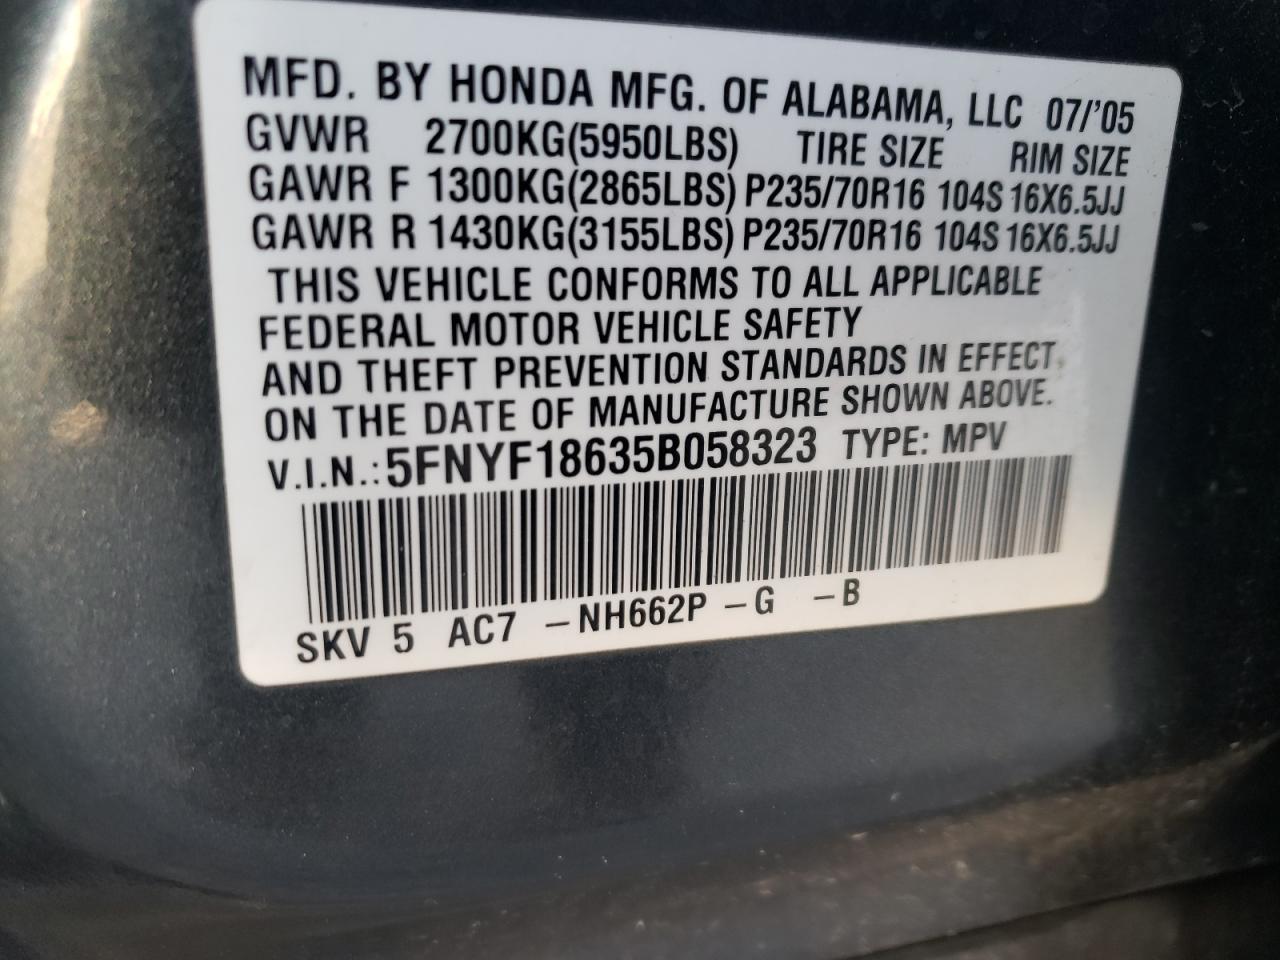 MFD. BY HONDA MFG. OF ALABAMA, LLC 07/'05
GVWR 2700KG(5950LBS) TIRE SIZE RIM SIZE
GAWR F 1300KG(2865LBS) P235/70R16 104S 16X6.5JJ
GAWR R 1430KG(3155LBS) P235/70R16 104S 16X6.5JJ
THIS VEHICLE CONFORMS TO ALL APPLICABLE
FEDERAL MOTOR VEHICLE SAFETY
AND THEFT PREVENTION STANDARDS IN EFFECT
ON THE DATE OF MANUFACTURE SHOWN ABOVE.
V.I.N.: 5FNYF18635B058323 TYPE: MPV
SKV 5 AC7 –NH662P –G –B